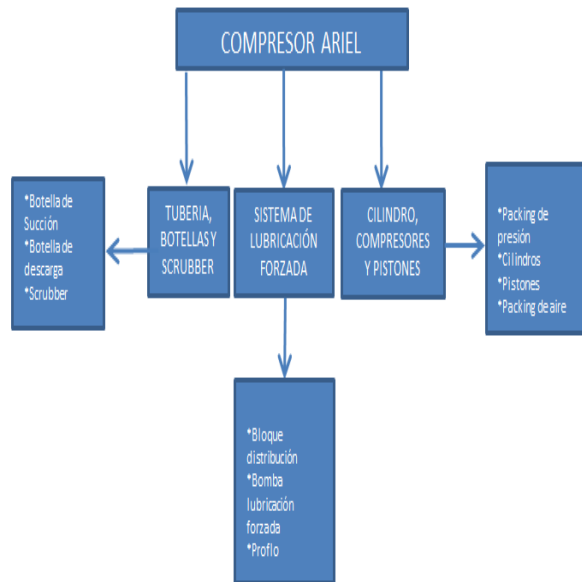 COMPRESOR ARIEL
*Botella de
Succión
*Botella de
descarga
*Scrubber
TUBERIA,
BOTELLAS Y
SCRUBBER
SISTEMA DE
LUBRICACIÓN
FORZADA
CILINDRO,
COMPRESORES
Y PISTONES
*Packing de
presión
*Cilindros
*Pistones
*Packing de aire
*Bloque
distribución
*Bomba
lubricación
forzada
*Proflo